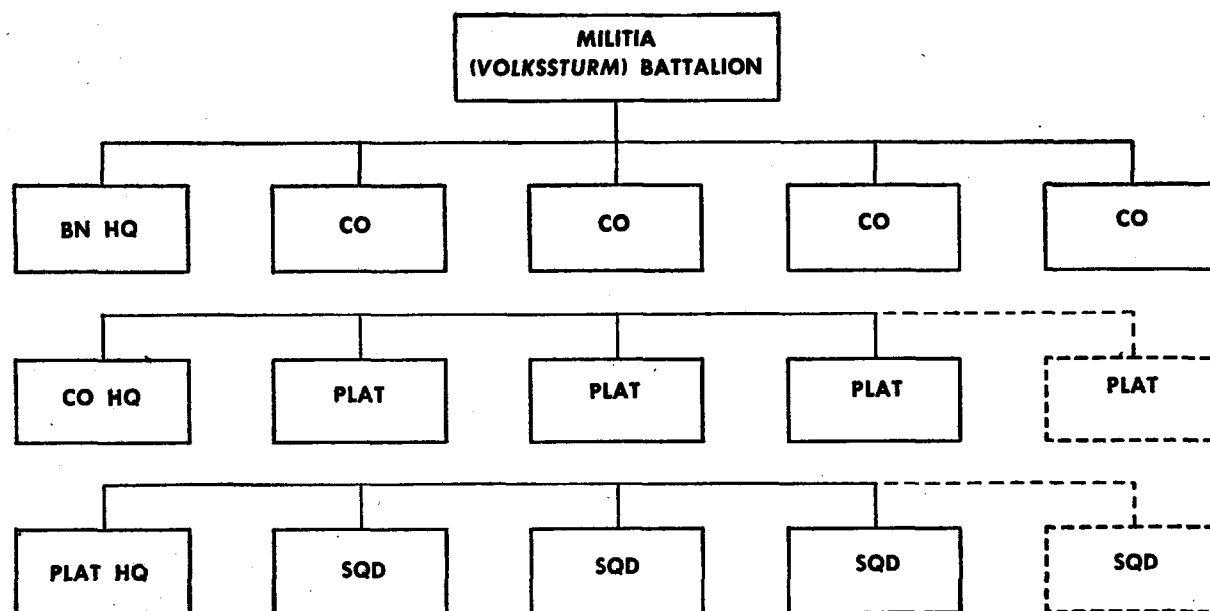 MILITIA
(VOLKSSTURM) BATTALION
BN HQ
CO
CO
CO
CO
CO HQ
PLAT
PLAT
PLAT
PLAT
PLAT HQ
SQD
SQD
SQD
SQD